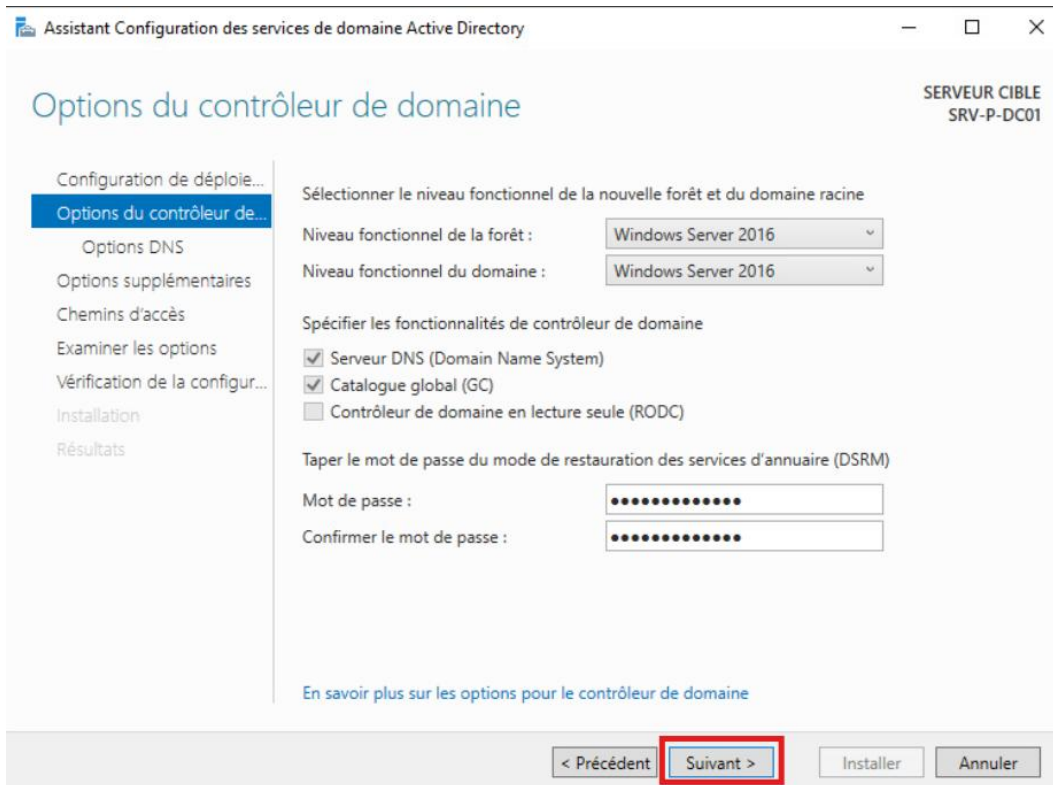 Assistant Configuration des services de domaine Active Directory
Options du contrôleur de domaine
SERVEUR CIBLE
SRV-P-DC01
Configuration de déploie...
Options du contrôleur de...
Options DNS
Options supplémentaires
Chemins d'accès
Examiner les options
Vérification de la configur...
Installation
Résultats
Sélectionner le niveau fonctionnel de la nouvelle forêt et du domaine racine
Niveau fonctionnel de la forêt : Windows Server 2016
Niveau fonctionnel du domaine : Windows Server 2016
Spécifier les fonctionnalités de contrôleur de domaine
Serveur DNS (Domain Name System)
Catalogue global (GC)
Contrôleur de domaine en lecture seule (RODC)
Taper le mot de passe du mode de restauration des services d'annuaire (DSRM)
Mot de passe : •••••••••••••
Confirmer le mot de passe : •••••••••••••
En savoir plus sur les options pour le contrôleur de domaine
< Précédent Suivant > Installer Annuler